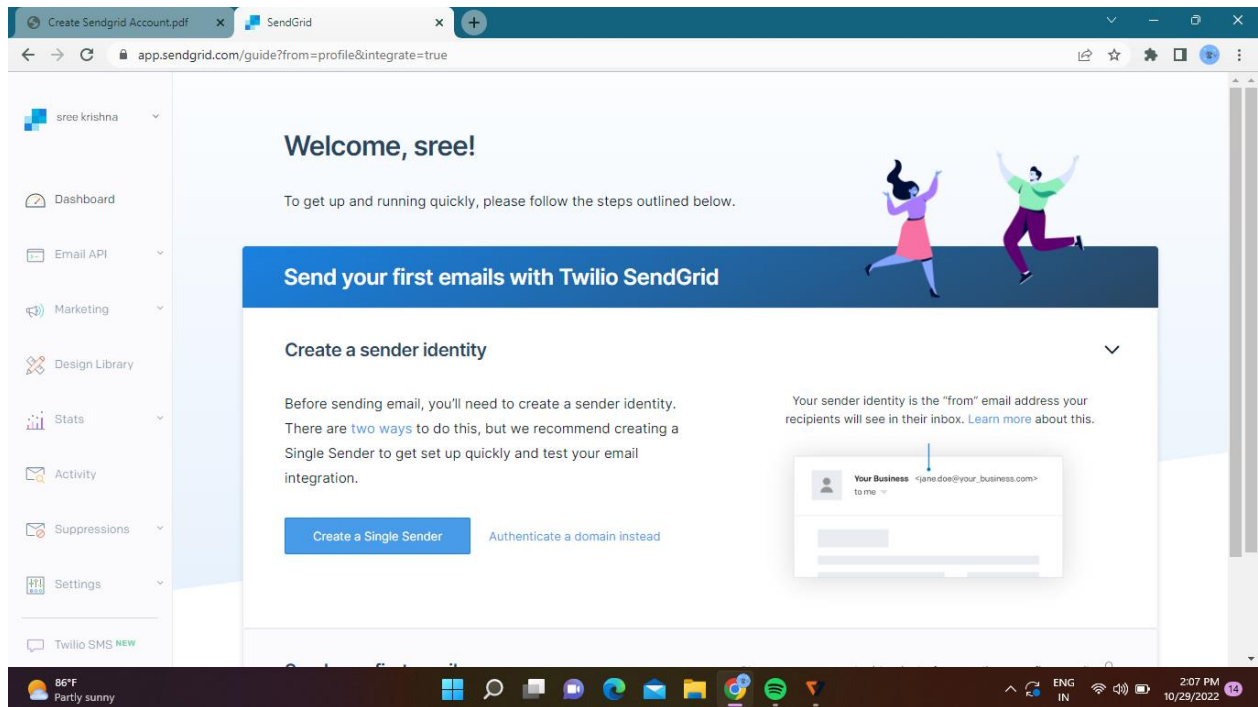 Create Sendgrid Account.pdf
SendGrid
app.sendgrid.com/guide?from=profile&integrate=true
sree krishna
Dashboard
Email API
Marketing
Design Library
Stats
Activity
Suppressions
Settings
Twilio SMS NEW
Welcome, sree!
To get up and running quickly, please follow the steps outlined below.
Send your first emails with Twilio SendGrid
Create a sender identity
Before sending email, you'll need to create a sender identity.
There are two ways to do this, but we recommend creating a
Single Sender to get set up quickly and test your email
integration.
Create a Single Sender
Authenticate a domain instead
Your sender identity is the "from" email address your
recipients will see in their inbox. Learn more about this.
Your Business <jane.doe@your_business.com>
to me
86°F
Partly sunny
ENG
IN
2:07 PM
10/29/2022
14